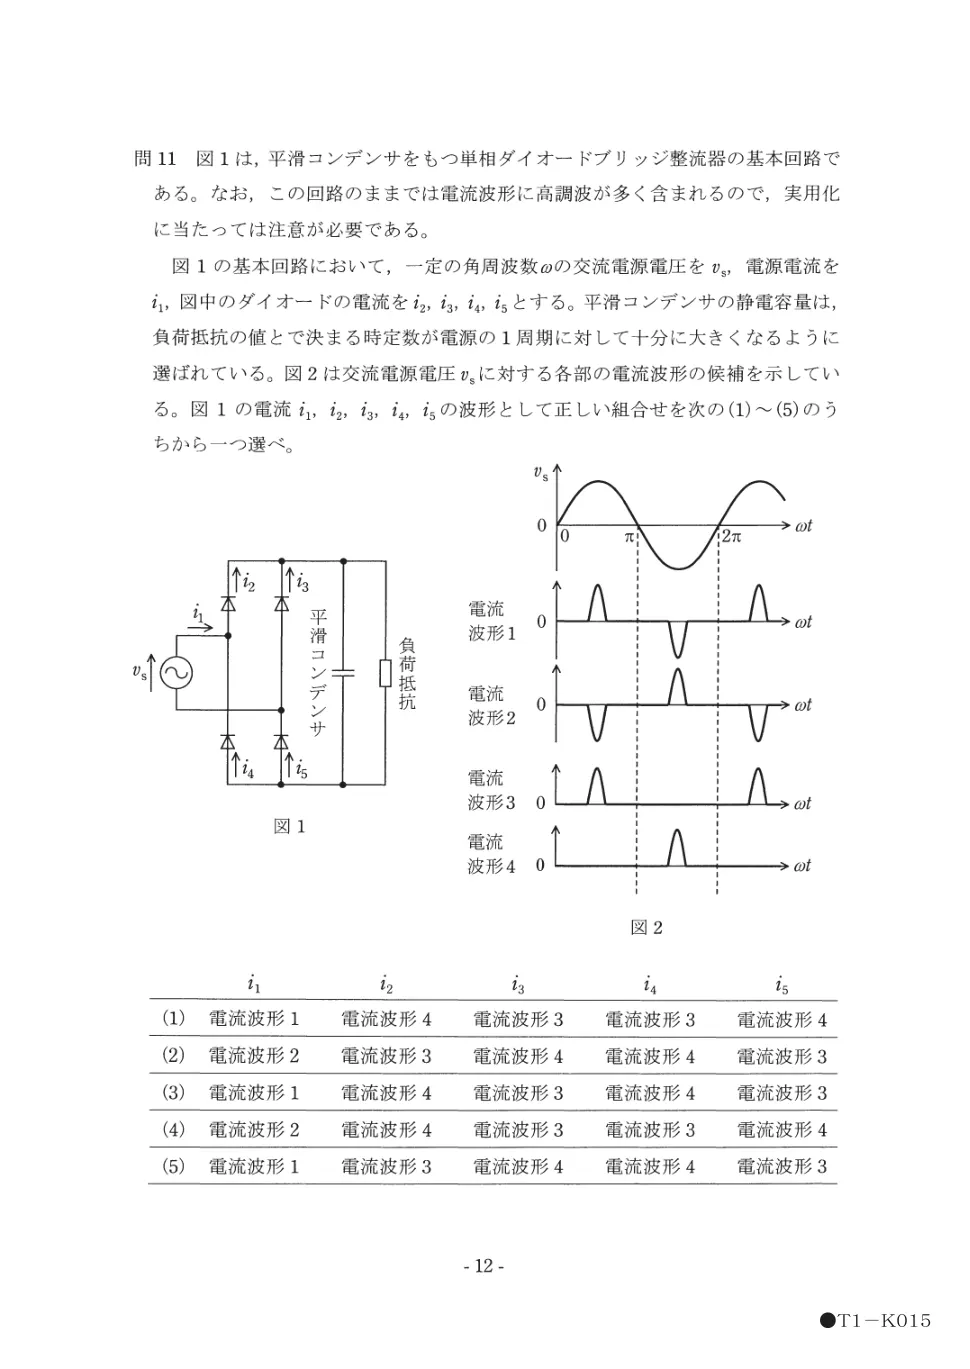 問11 図1は，平滑コンデンサをもつ単相ダイオードブリッジ整流器の基本回路で
ある。なお，この回路のままでは電流波形に高調波が多く含まれるので，実用化
に当たっては注意が必要である。
図1の基本回路において，一定の角周波数ωの交流電源電圧をvs，電源電流を
i1，図中のダイオードの電流をi2，i3，i4，i5とする。平滑コンデンサの静電容量は，
負荷抵抗の値とで決まる時定数が電源の1周期に対して十分に大きくなるように
選ばれている。図2は交流電源電圧vsに対する各部の電流波形の候補を示してい
る。図1の電流i1，i2，i3，i4，i5の波形として正しい組合せを次の(1)～(5)のう
ちから一つ選べ。
i2
i3
i1
vs
平滑コンデンサ
負荷抵抗
i4
i5
図1
vs
0
0
π
2π
ωt
電流
波形1
0
ωt
電流
波形2
0
ωt
電流
波形3
0
ωt
電流
波形4
0
ωt
図2
i1 i2 i3 i4 i5
(1) 電流波形1 電流波形4 電流波形3 電流波形3 電流波形4
(2) 電流波形2 電流波形3 電流波形4 電流波形4 電流波形3
(3) 電流波形1 電流波形4 電流波形3 電流波形4 電流波形3
(4) 電流波形2 電流波形4 電流波形3 電流波形3 電流波形4
(5) 電流波形1 電流波形3 電流波形4 電流波形4 電流波形3
- 12 -
●T1－K015